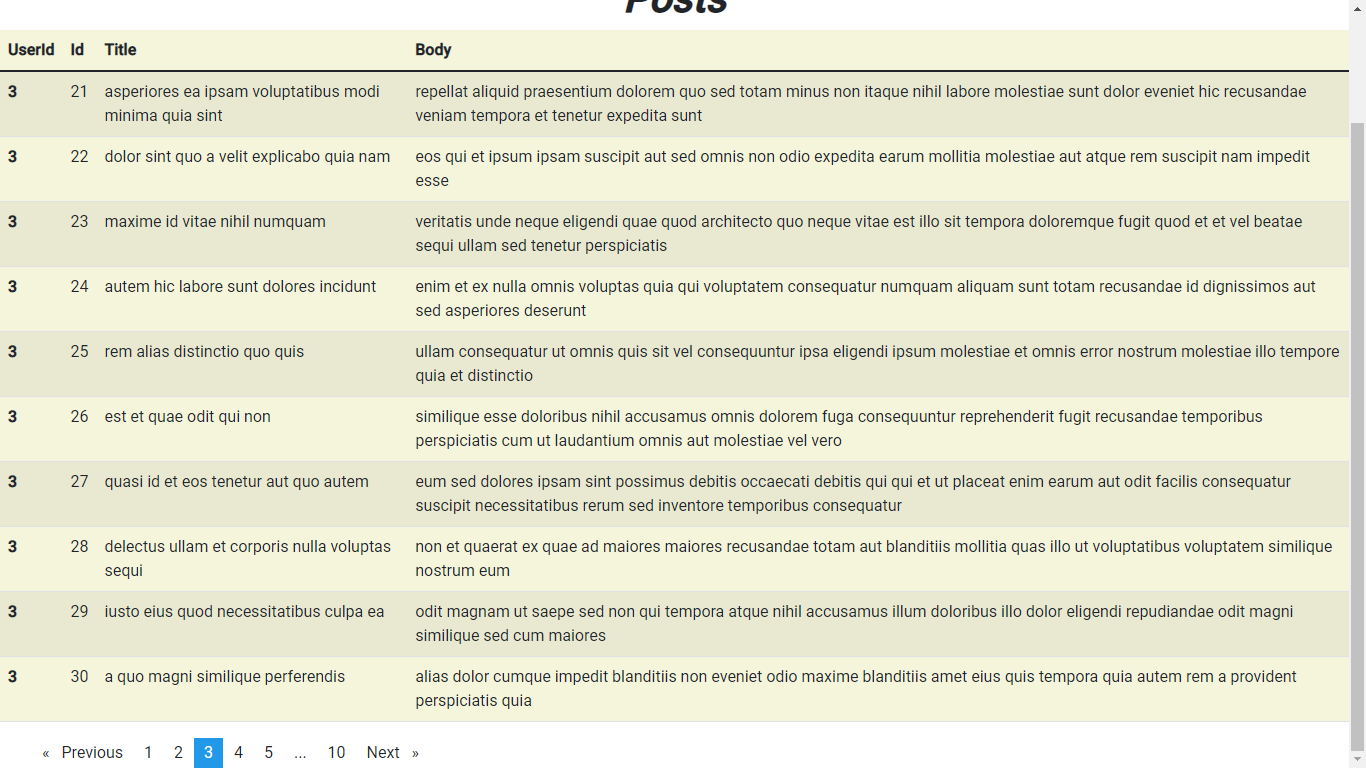 Posts
UserId Id Title Body
3 21 asperiores ea ipsam voluptatibus modi repellat aliquid praesentium dolorem quo sed totam minus non itaque nihil labore molestiae sunt dolor eveniet hic recusandae
minima quia sint veniam tempora et tenetur expedita sunt
3 22 dolor sint quo a velit explicabo quia nam eos qui et ipsum ipsam suscipit aut sed omnis non odio expedita earum mollitia molestiae aut atque rem suscipit nam impedit
esse
3 23 maxime id vitae nihil numquam veritatis unde neque eligendi quae quod architecto quo neque vitae est illo sit tempora doloremque fugit quod et et vel beatae
sequi ullam sed tenetur perspiciatis
3 24 autem hic labore sunt dolores incidunt enim et ex nulla omnis voluptas quia qui voluptatem consequatur numquam aliquam sunt totam recusandae id dignissimos aut
sed asperiores deserunt
3 25 rem alias distinctio quo quis ullam consequatur ut omnis quis sit vel consequuntur ipsa eligendi ipsum molestiae et omnis error nostrum molestiae illo tempore
quia et distinctio
3 26 est et quae odit qui non similique esse doloribus nihil accusamus omnis dolorem fuga consequuntur reprehenderit fugit recusandae temporibus
perspiciatis cum ut laudantium omnis aut molestiae vel vero
3 27 quasi id et eos tenetur aut quo autem eum sed dolores ipsam sint possimus debitis occaecati debitis qui qui et ut placeat enim earum aut odit facilis consequatur
suscipit necessitatibus rerum sed inventore temporibus consequatur
3 28 delectus ullam et corporis nulla voluptas non et quaerat ex quae ad maiores maiores recusandae totam aut blanditiis mollitia quas illo ut voluptatibus voluptatem similique
sequi nostrum eum
3 29 iusto eius quod necessitatibus culpa ea odit magnam ut saepe sed non qui tempora atque nihil accusamus illum doloribus illo dolor eligendi repudiandae odit magni
similique sed cum maiores
3 30 a quo magni similique perferendis alias dolor cumque impedit blanditiis non eveniet odio maxime blanditiis amet eius quis tempora quia autem rem a provident
perspiciatis quia
« Previous 1 2 3 4 5 ... 10 Next »